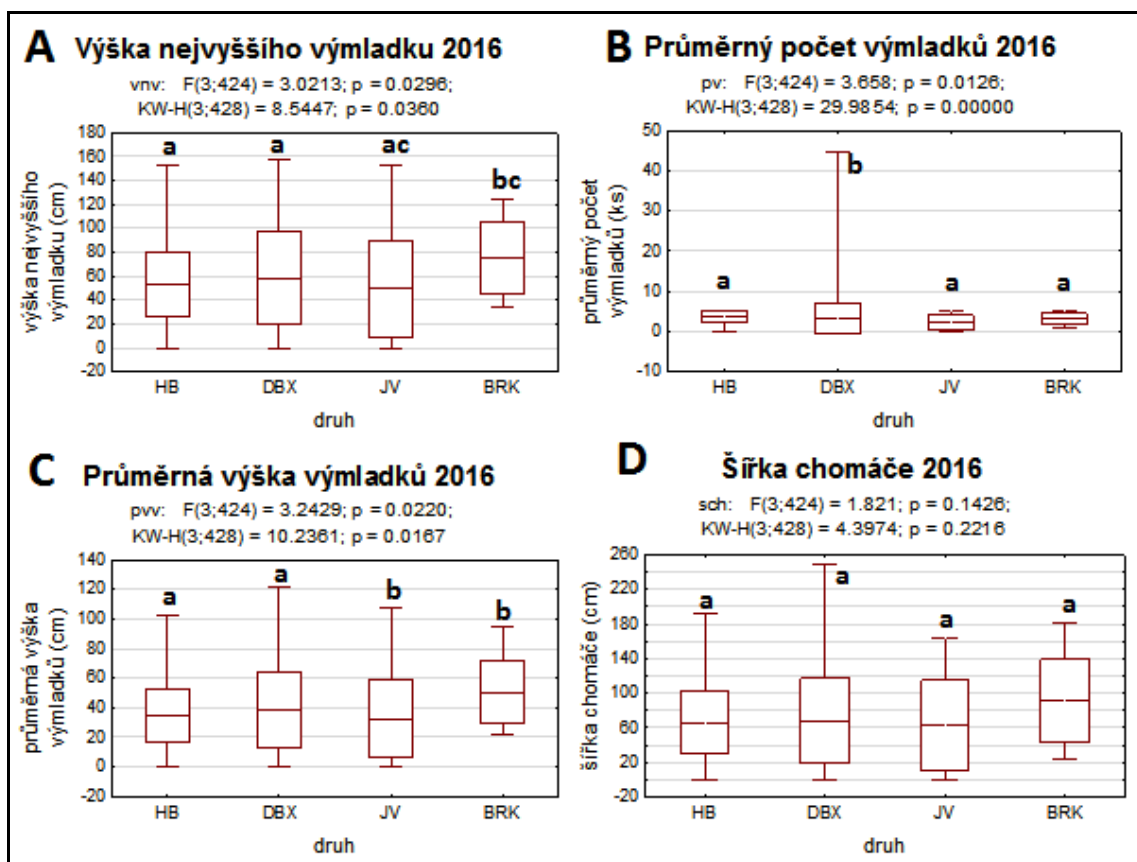 A Výška nejvyššího výmladku 2016
vnv: F(3;424) = 3.0213; p = 0.0296;
KW-H(3;428) = 8.5447; p = 0.0360
výška nejvyššího
výmladku (cm)
180
160
140
120
100
80
60
40
20
0
-20
a
a
ac
bc
HB DBX JV BRK
druh
B Průměrný počet výmladků 2016
pv: F(3;424) = 3.658; p = 0.0126;
KW-H(3;428) = 29.9854; p = 0.00000
průměrný počet
výmladků (ks)
50
40
30
20
10
0
-10
a
b
a
a
HB DBX JV BRK
druh
C Průměrná výška výmladků 2016
pvv: F(3;424) = 3.2429; p = 0.0220;
KW-H(3;428) = 10.2361; p = 0.0167
průměrná výška
výmladků (cm)
140
120
100
80
60
40
20
0
-20
a
a
b
b
HB DBX JV BRK
druh
D Šířka chomáče 2016
sch: F(3;424) = 1.821; p = 0.1426;
KW-H(3;428) = 4.3974; p = 0.2216
šířka chomáče (cm)
260
220
180
140
100
60
20
-20
a
a
a
a
HB DBX JV BRK
druh